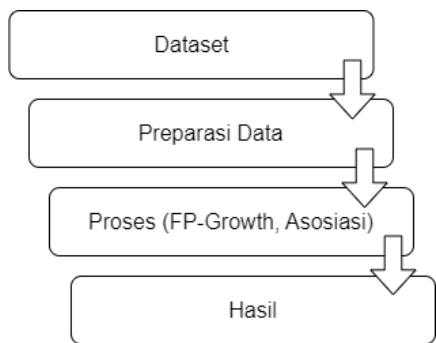 Dataset
Preparasi Data
Proses (FP-Growth, Asosiasi)
Hasil